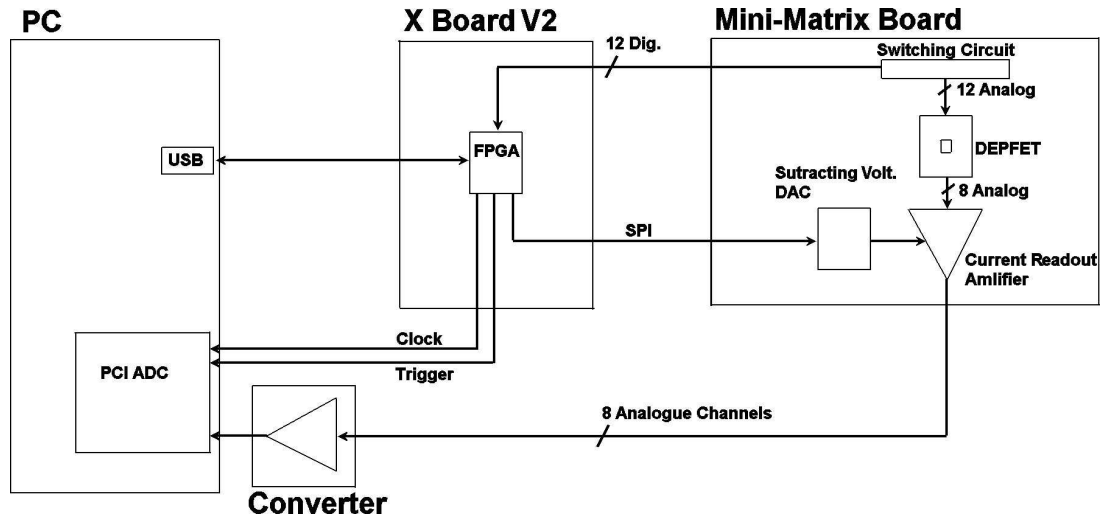 PC
X Board V2
Mini-Matrix Board
12 Dig.
Switching Circuit
12 Analog
USB
FPGA
DEPFET
Sutracting Volt.
DAC
8 Analog
SPI
Current Readout
Amlifier
Clock
PCI ADC
Trigger
8 Analogue Channels
Converter